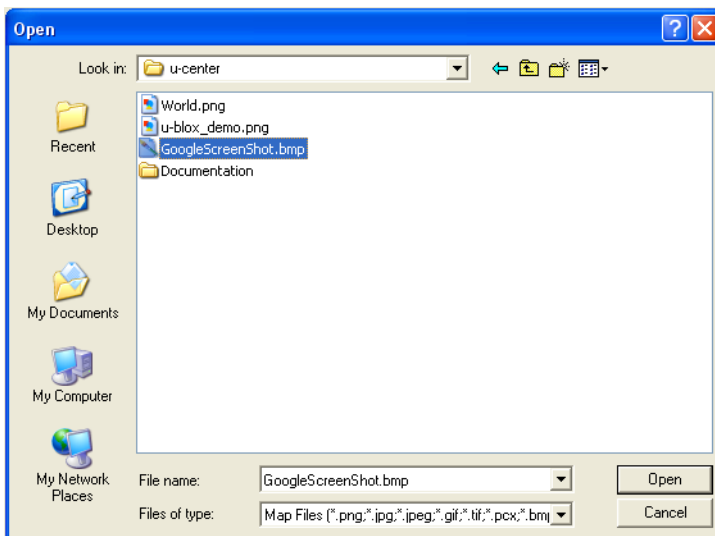 Open
Look in:
u-center
World.png
u-blox_demo.png
GoogleScreenShot.bmp
Documentation
Recent
Desktop
My Documents
My Computer
My Network
Places
File name:
GoogleScreenShot.bmp
Open
Files of type:
Map Files (*.png;*.jpg;*.jpeg;*.gif;*.tif;*.pcx;*.bm
Cancel